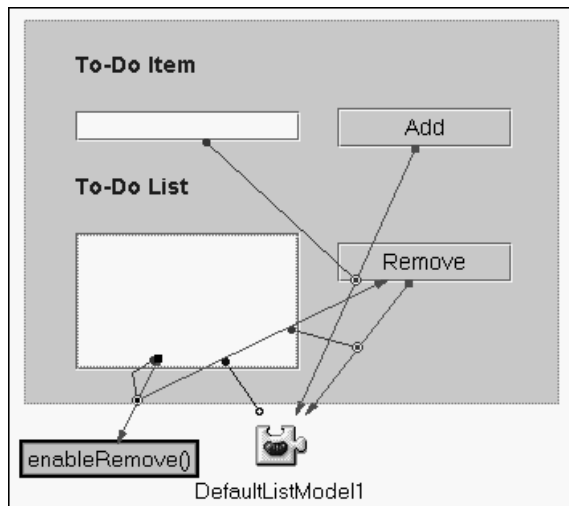 To-Do Item
Add
To-Do List
Remove
enableRemove()
DefaultListModel1